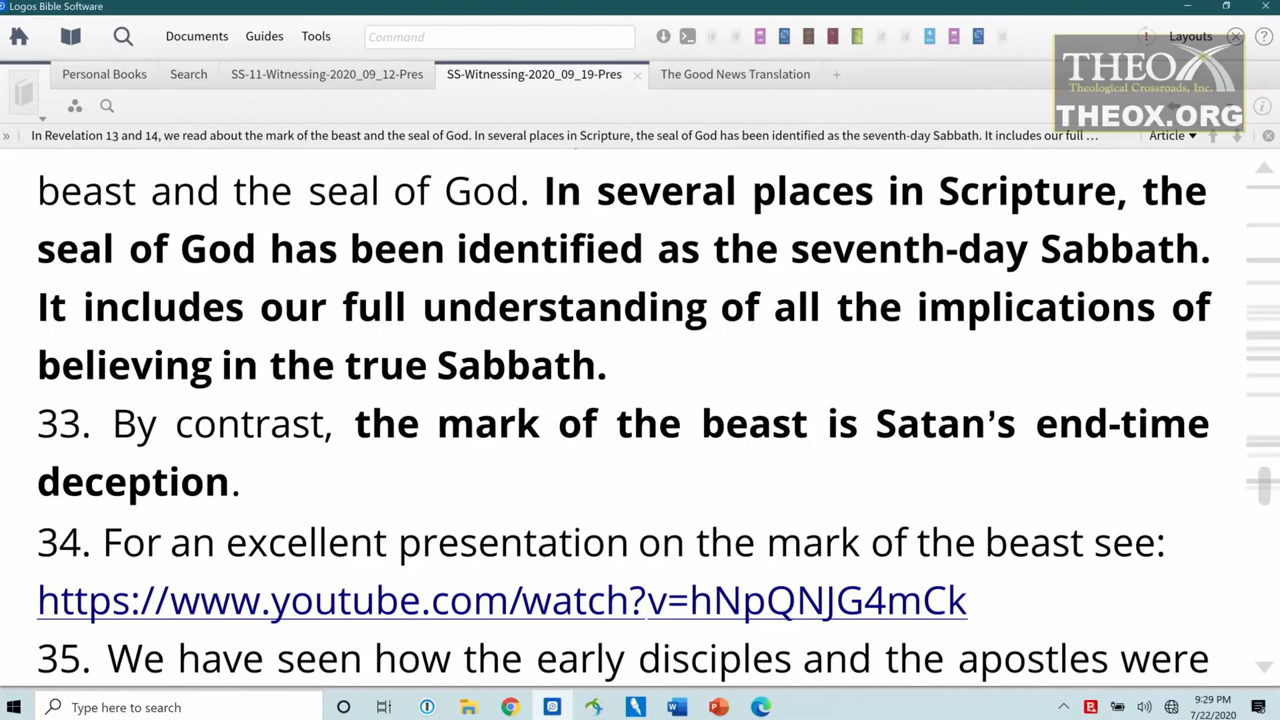 Logos Bible Software
Documents Guides Tools Command Layouts
THEOX
Theological Crossroads, Inc.
THEOX.ORG
Personal Books Search SS-11-Witnessing-2020_09_12-Pres SS-Witnessing-2020_09_19-Pres The Good News Translation
In Revelation 13 and 14, we read about the mark of the beast and the seal of God. In several places in Scripture, the seal of God has been identified as the seventh-day Sabbath. It includes our full ... Article
beast and the seal of God. In several places in Scripture, the
seal of God has been identified as the seventh-day Sabbath.
It includes our full understanding of all the implications of
believing in the true Sabbath.
33. By contrast, the mark of the beast is Satan’s end-time
deception.
34. For an excellent presentation on the mark of the beast see:
https://www.youtube.com/watch?v=hNpQNJG4mCk
35. We have seen how the early disciples and the apostles were
Type here to search
9:29 PM
7/22/2020